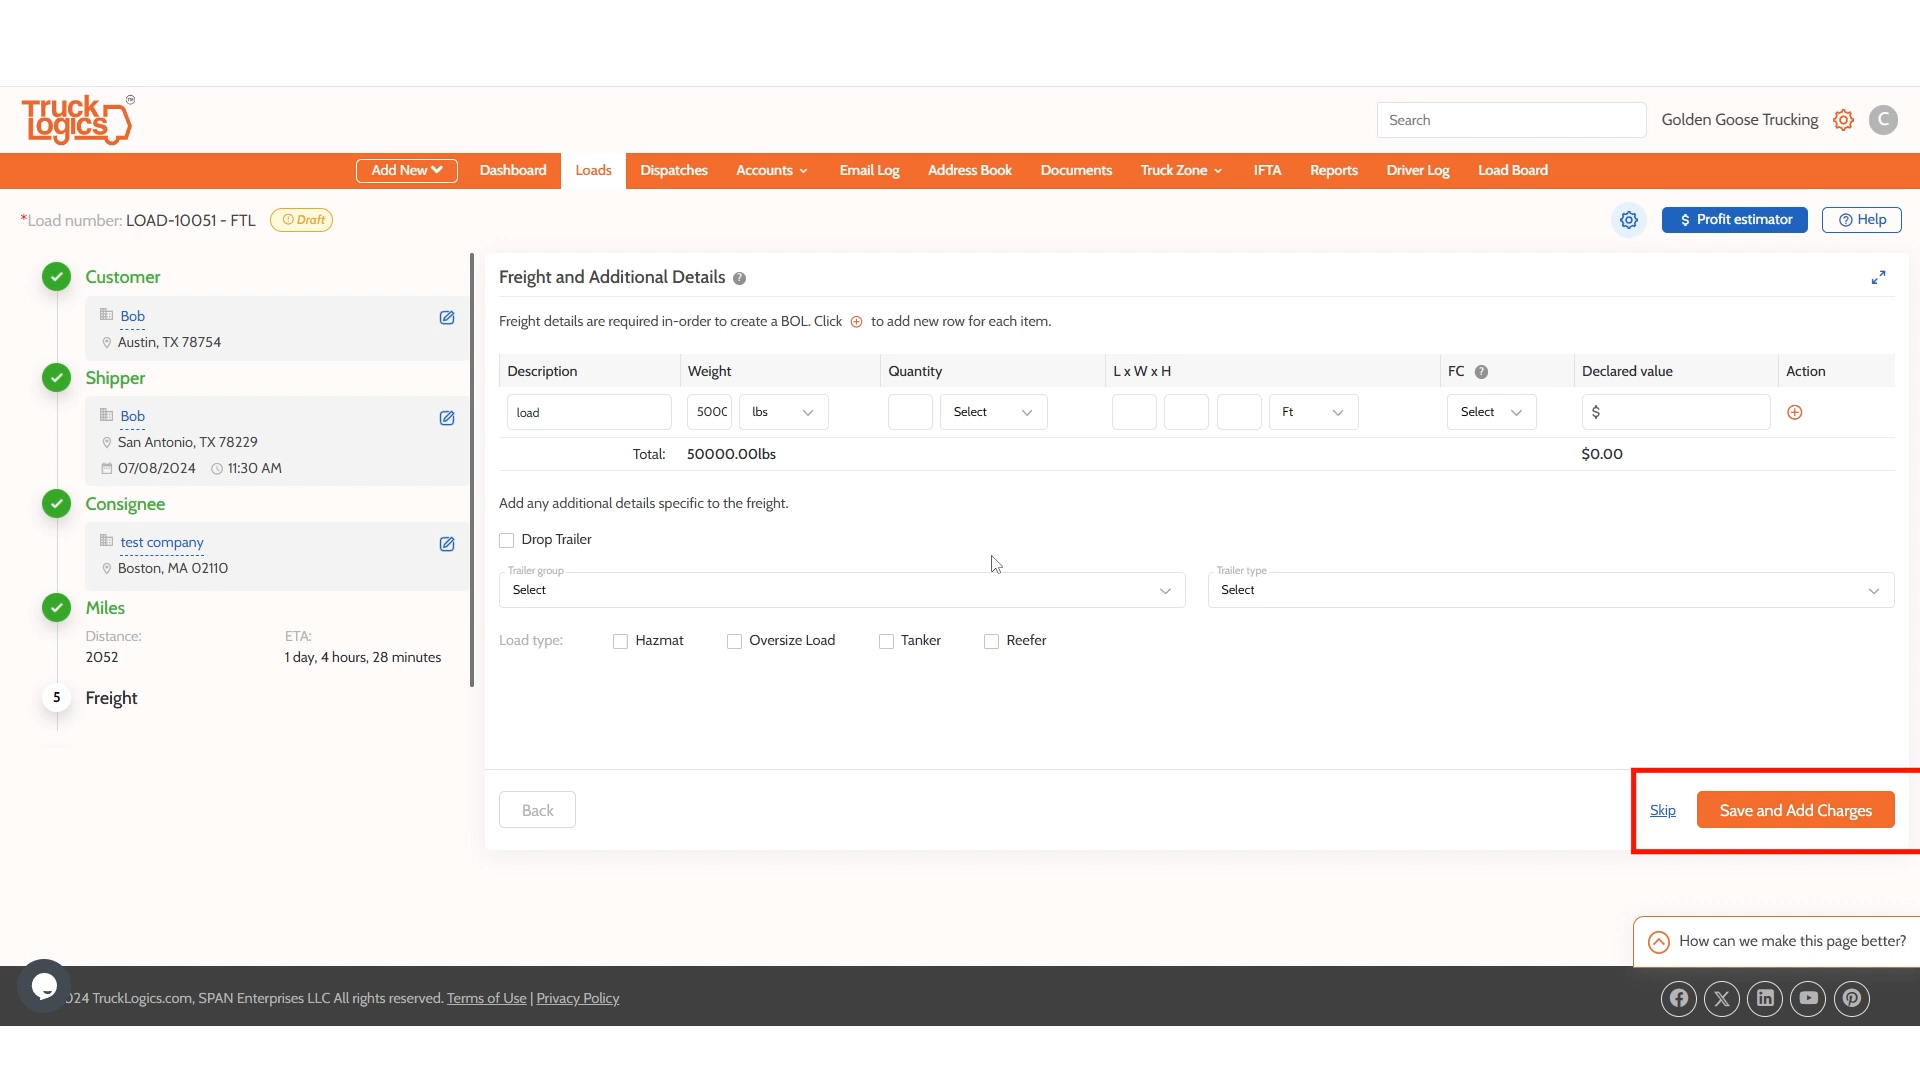 Truck Logics TM
Search
Golden Goose Trucking
C
Add New
Dashboard
Loads
Dispatches
Accounts
Email Log
Address Book
Documents
Truck Zone
IFTA
Reports
Driver Log
Load Board
*Load number: LOAD-10051 - FTL
Draft
$ Profit estimator
Help
Customer
Bob
Austin, TX 78754
Shipper
Bob
San Antonio, TX 78229
07/08/2024 11:30 AM
Consignee
test company
Boston, MA 02110
Miles
Distance: ETA:
2052 1 day, 4 hours, 28 minutes
5 Freight
Freight and Additional Details ?
Freight details are required in-order to create a BOL. Click to add new row for each item.
Description Weight Quantity L x W x H FC ? Declared value Action
load 5000 lbs Select Ft Select $
Total: 50000.00lbs $0.00
Add any additional details specific to the freight.
Drop Trailer
Trailer group Trailer type
Select Select
Load type: Hazmat Oversize Load Tanker Reefer
Back
Skip
Save and Add Charges
How can we make this page better?
24 TruckLogics.com, SPAN Enterprises LLC All rights reserved. Terms of Use | Privacy Policy